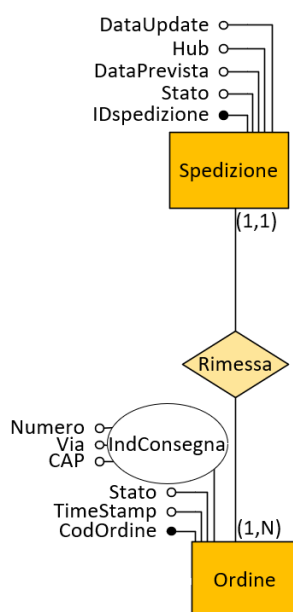 DataUpdate
Hub
DataPrevista
Stato
IDspedizione
Spedizione
(1,1)
Rimessa
Numero
Via
CAP
IndConsegna
Stato
TimeStamp
CodOrdine
(1,N)
Ordine